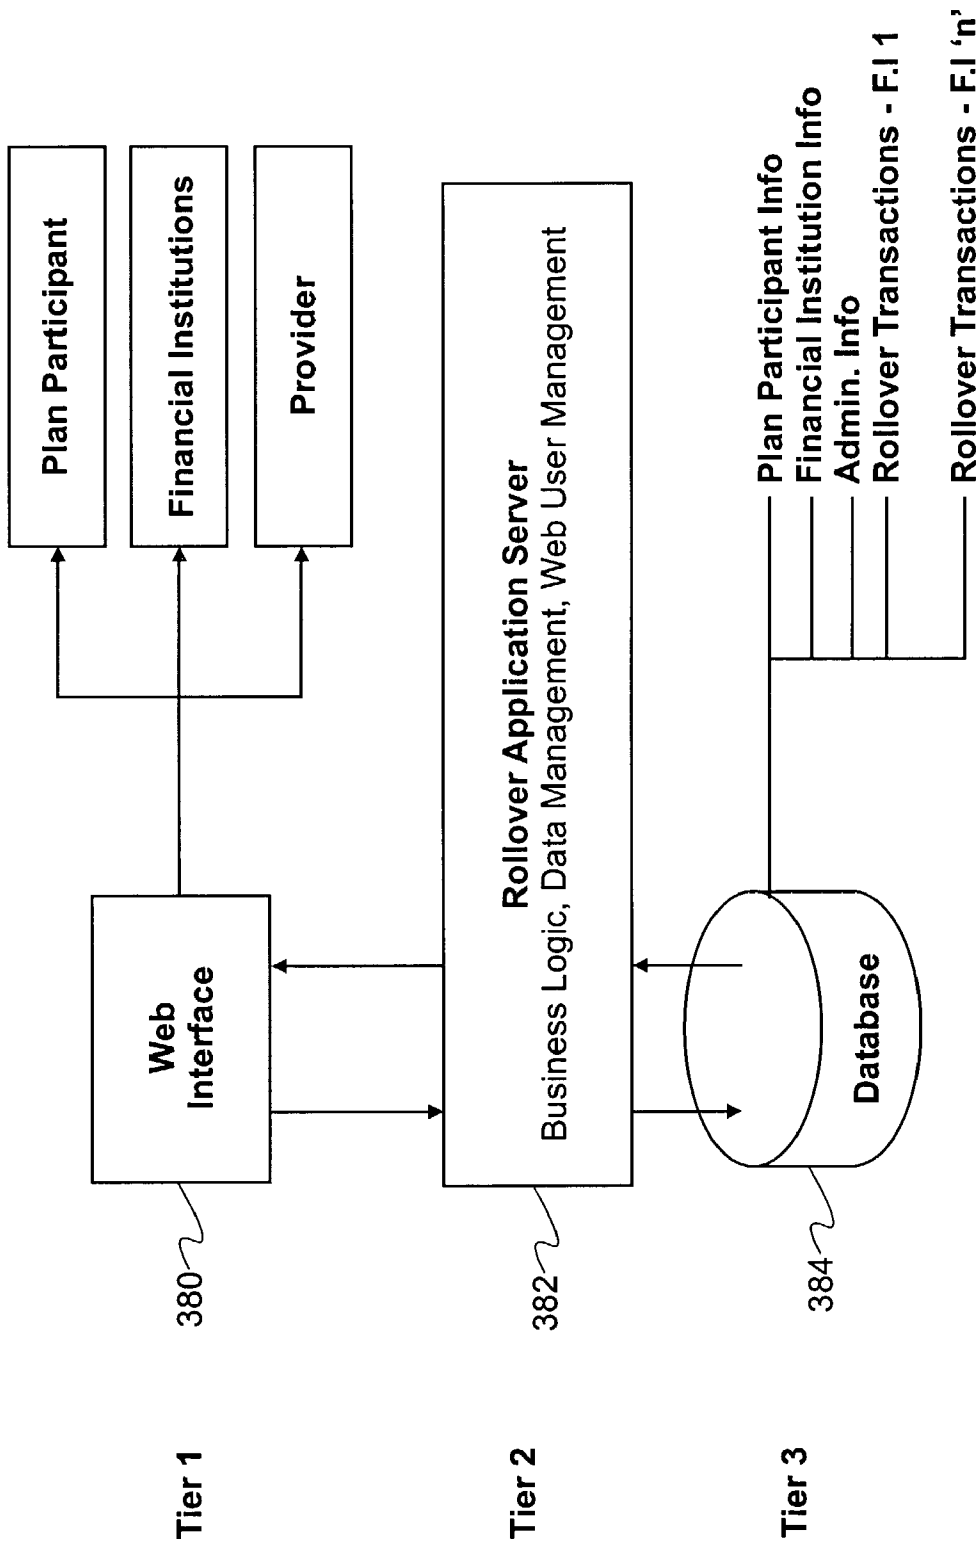 Tier 1
380
Web
Interface
Plan Participant
Financial Institutions
Provider
Tier 2
382
Rollover Application Server
Business Logic, Data Management, Web User Management
Tier 3
384
Database
Plan Participant Info
Financial Institution Info
Admin. Info
Rollover Transactions - F.I 1
Rollover Transactions - F.I ‘n’